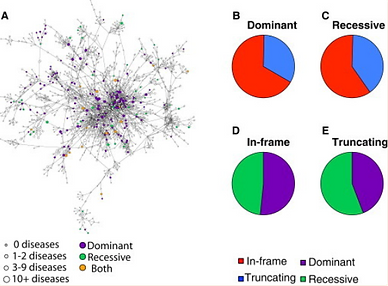 A
B
Dominant
C
Recessive
D
In-frame
E
Truncating
0 diseases
1-2 diseases
3-9 diseases
10+ diseases
Dominant
Recessive
Both
In-frame
Truncating
Dominant
Recessive